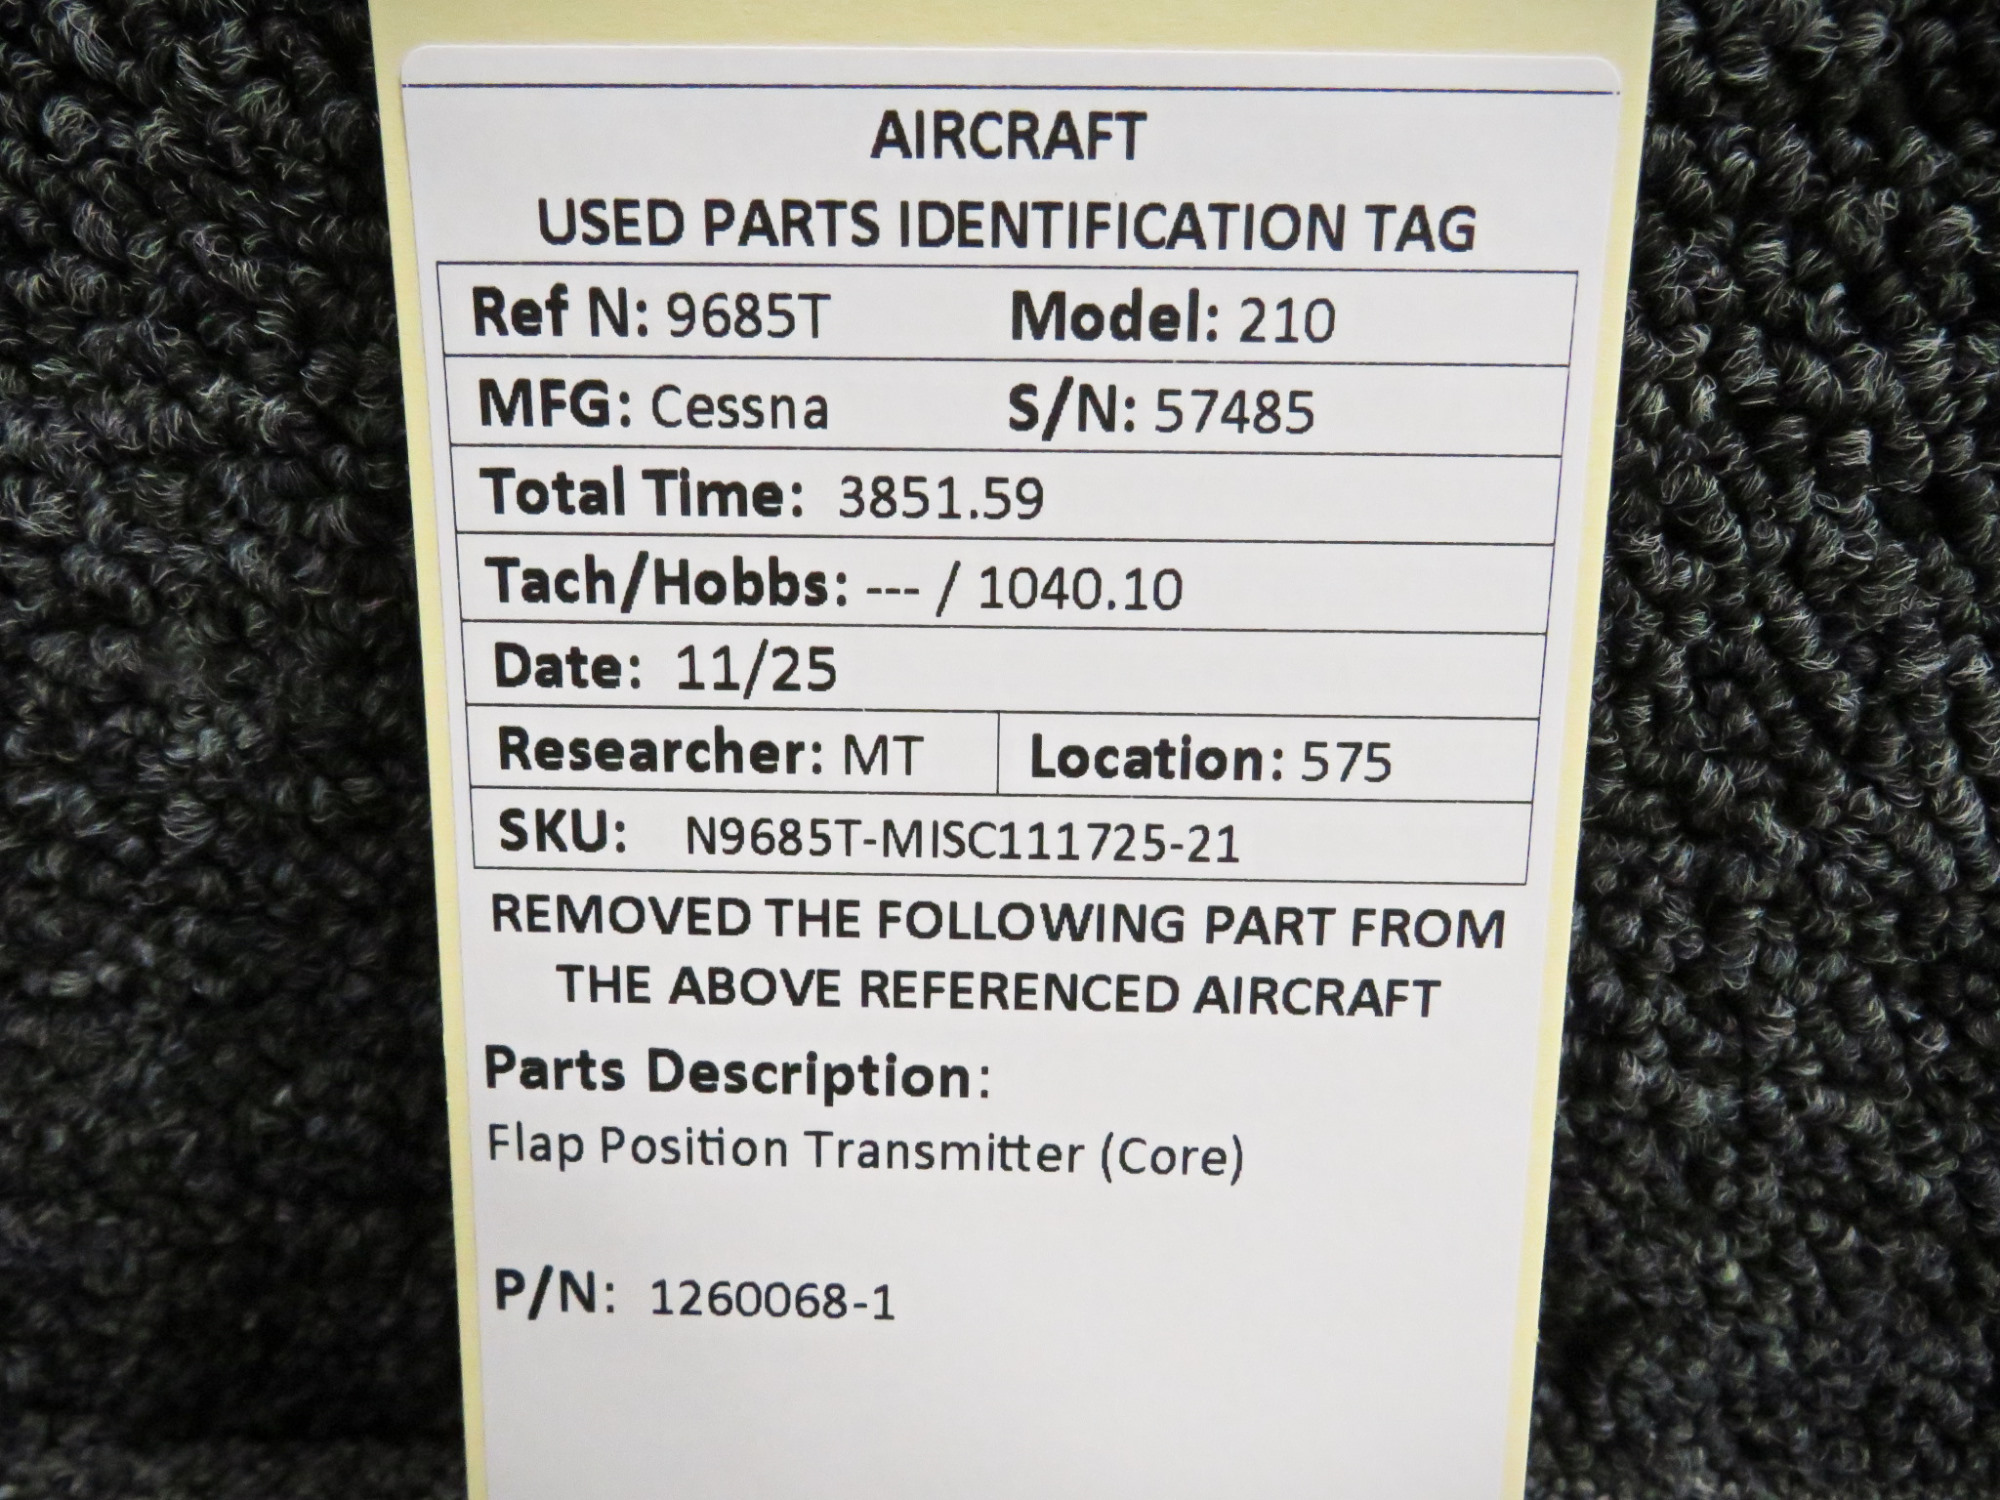 AIRCRAFT
USED PARTS IDENTIFICATION TAG
Ref N: 9685T Model: 210
MFG: Cessna S/N: 57485
Total Time: 3851.59
Tach/Hobbs: --- / 1040.10
Date: 11/25
Researcher: MT Location: 575
SKU: N9685T-MISC111725-21
REMOVED THE FOLLOWING PART FROM
THE ABOVE REFERENCED AIRCRAFT
Parts Description:
Flap Position Transmitter (Core)
P/N: 1260068-1